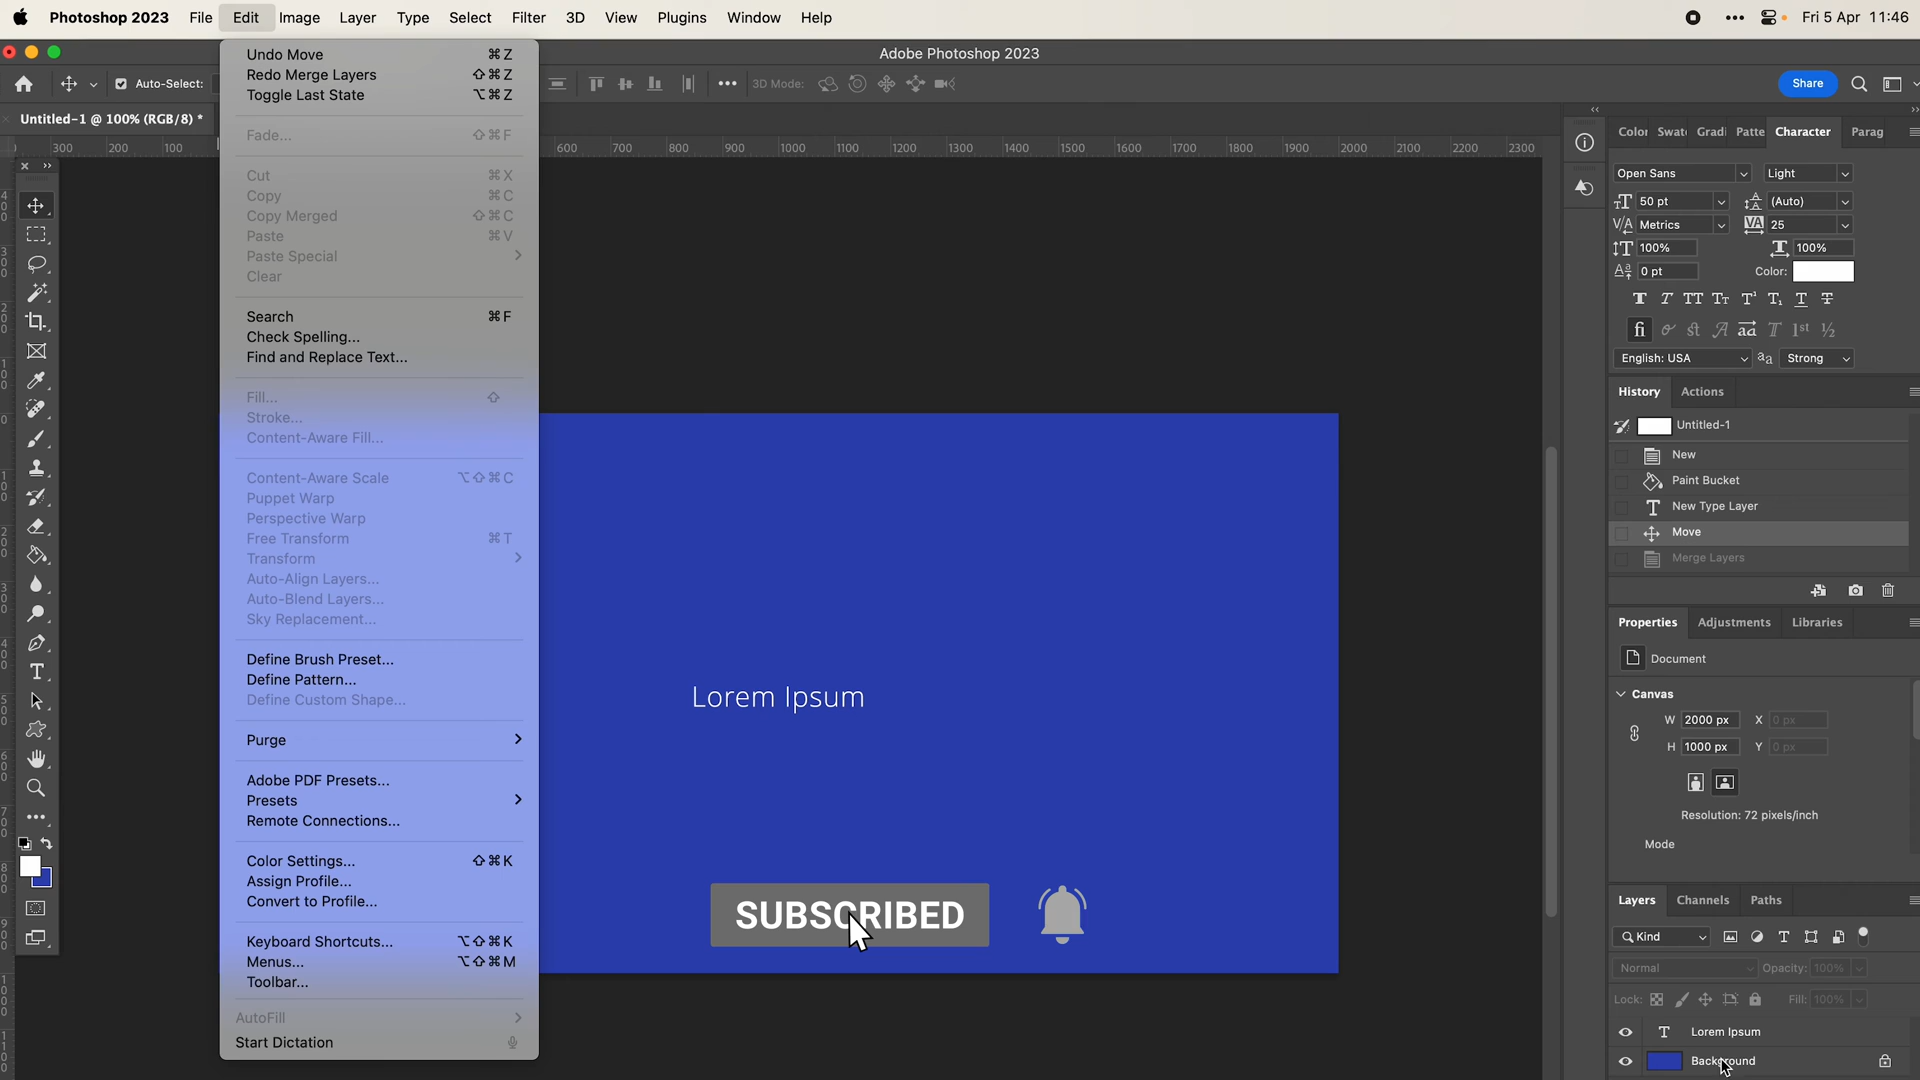 Photoshop 2023 File Edit Image Layer Type Select Filter 3D View Plugins Window Help Fri 5 Apr 11:46
Adobe Photoshop 2023
Auto-Select: 3D Mode: Share
Untitled-1 @ 100% (RGB/8) *
300 200 100 600 700 800 900 1000 1100 1200 1300 1400 1500 1600 1700 1800 1900 2000 2100 2200 2300
Undo Move ⌘Z
Redo Merge Layers ⇧⌘Z
Toggle Last State ⌥⌘Z
Fade... ⇧⌘F
Cut ⌘X
Copy ⌘C
Copy Merged ⇧⌘C
Paste ⌘V
Paste Special
Clear
Search ⌘F
Check Spelling...
Find and Replace Text...
Fill... ⇧
Stroke...
Content-Aware Fill...
Content-Aware Scale ⌥⇧⌘C
Puppet Warp
Perspective Warp
Free Transform ⌘T
Transform
Auto-Align Layers...
Auto-Blend Layers...
Sky Replacement...
Define Brush Preset...
Define Pattern...
Define Custom Shape...
Purge
Adobe PDF Presets...
Presets
Remote Connections...
Color Settings... ⇧⌘K
Assign Profile...
Convert to Profile...
Keyboard Shortcuts... ⌥⇧⌘K
Menus... ⌥⇧⌘M
Toolbar...
AutoFill
Start Dictation
Lorem Ipsum
SUBSCRIBED
Color Swat Gradi Patte Character Parag
Open Sans Light
50 pt (Auto)
Metrics 25
100% 100%
0 pt Color:
English: USA Strong
History Actions
Untitled-1
New
Paint Bucket
New Type Layer
Move
Merge Layers
Properties Adjustments Libraries
Document
Canvas
W 2000 px X 0 px
H 1000 px Y 0 px
Resolution: 72 pixels/inch
Mode
Layers Channels Paths
Kind
Normal Opacity: 100%
Lock: Fill: 100%
Lorem Ipsum
Background